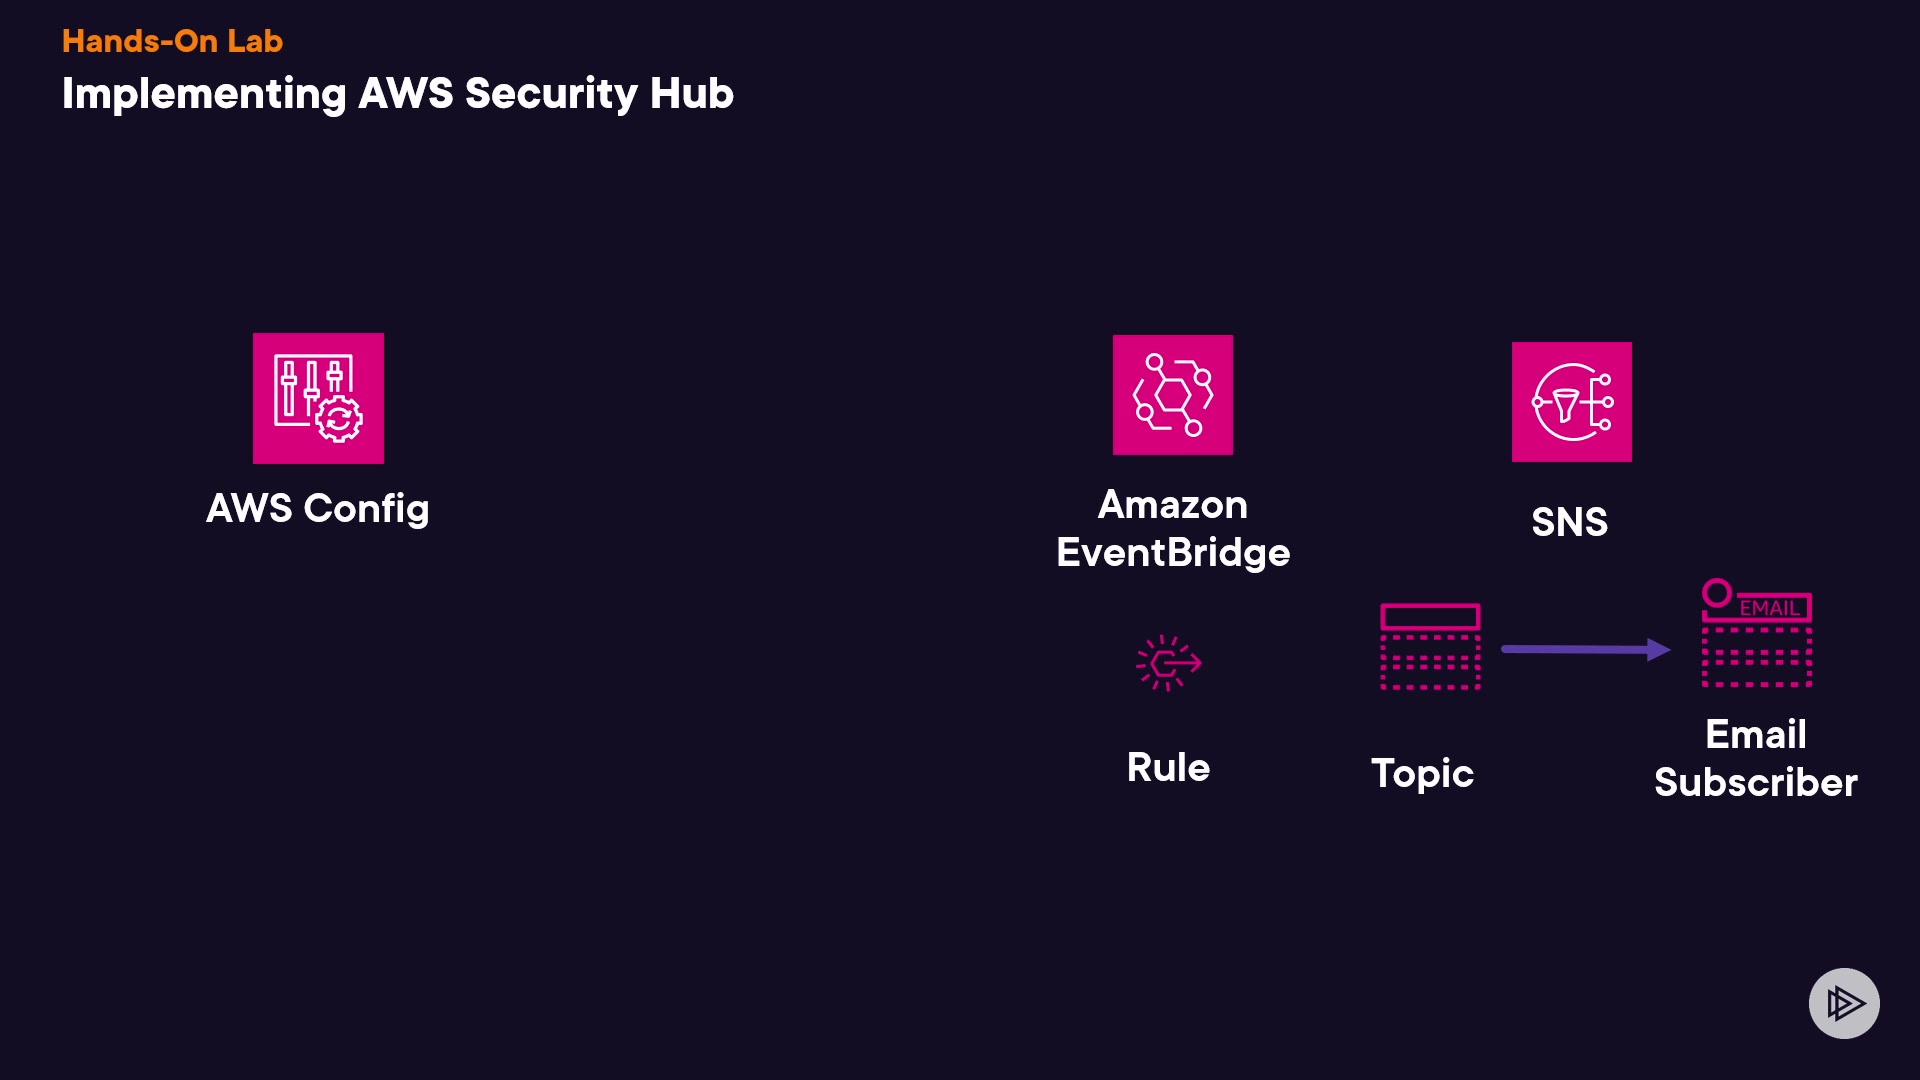 Hands-On Lab
Implementing AWS Security Hub
AWS Config
Amazon
EventBridge
SNS
EMAIL
Rule
Topic
Email
Subscriber